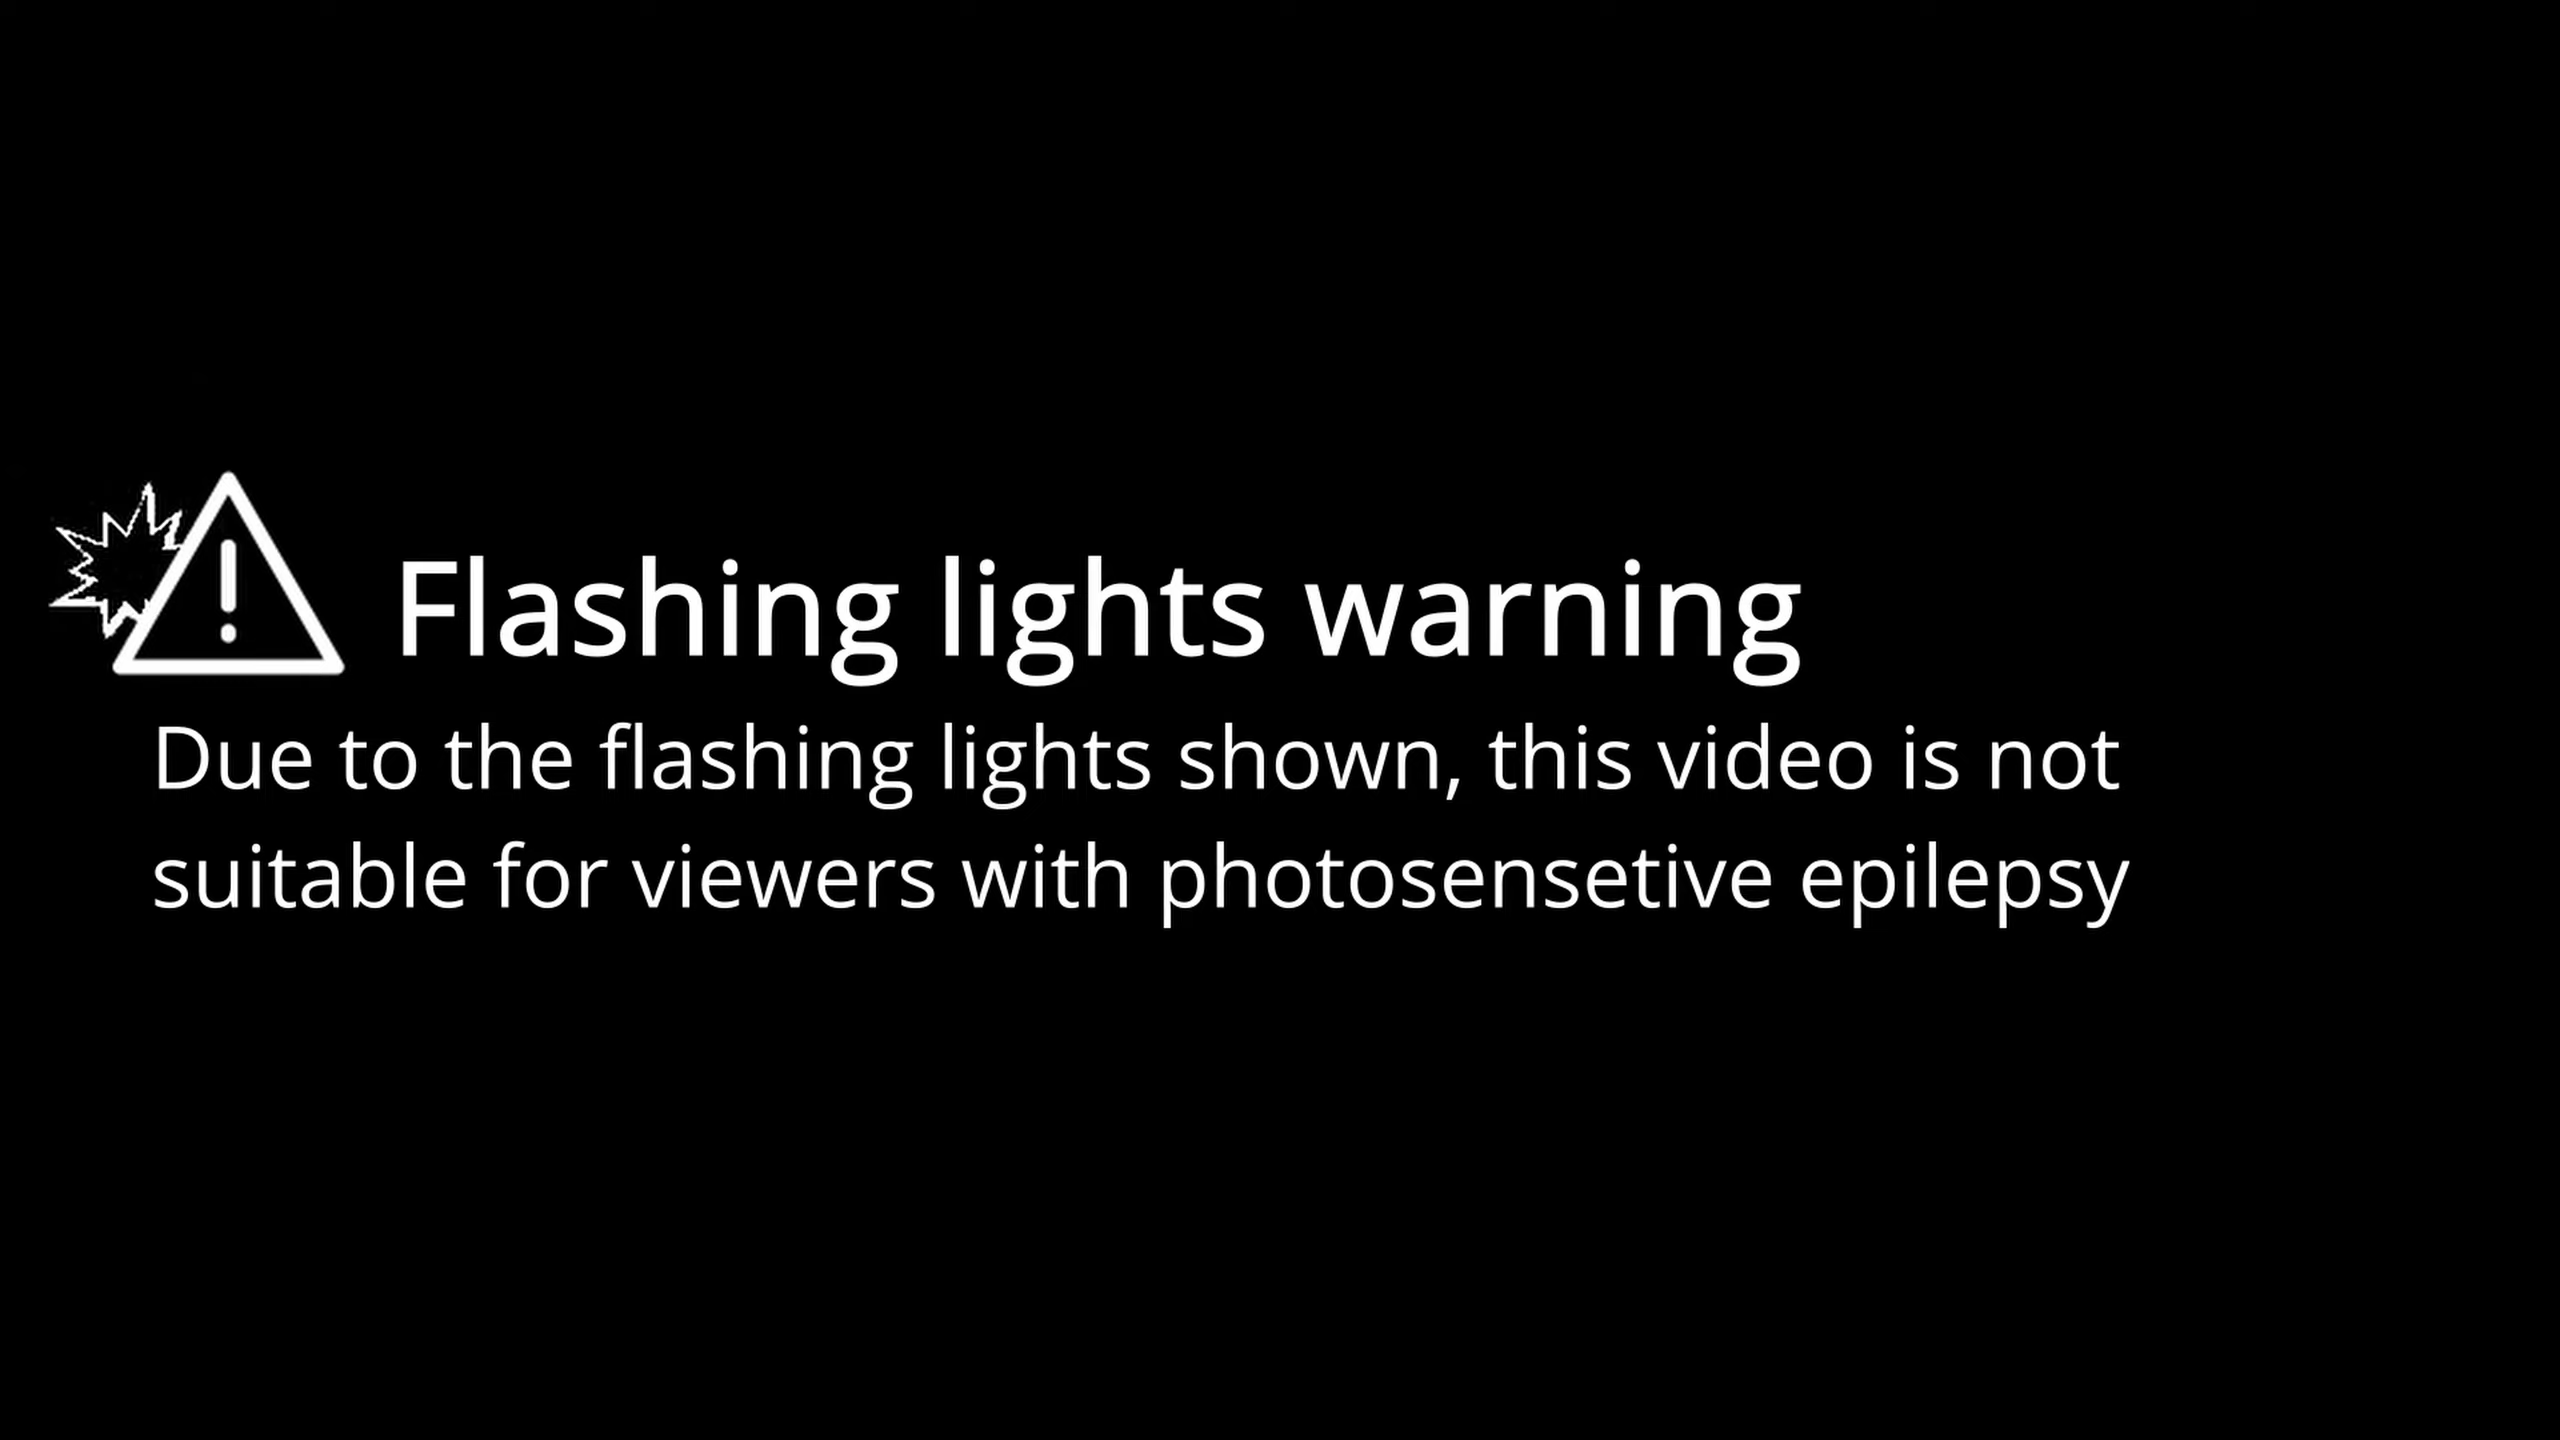 Flashing lights warning
Due to the flashing lights shown, this video is not
suitable for viewers with photosensetive epilepsy